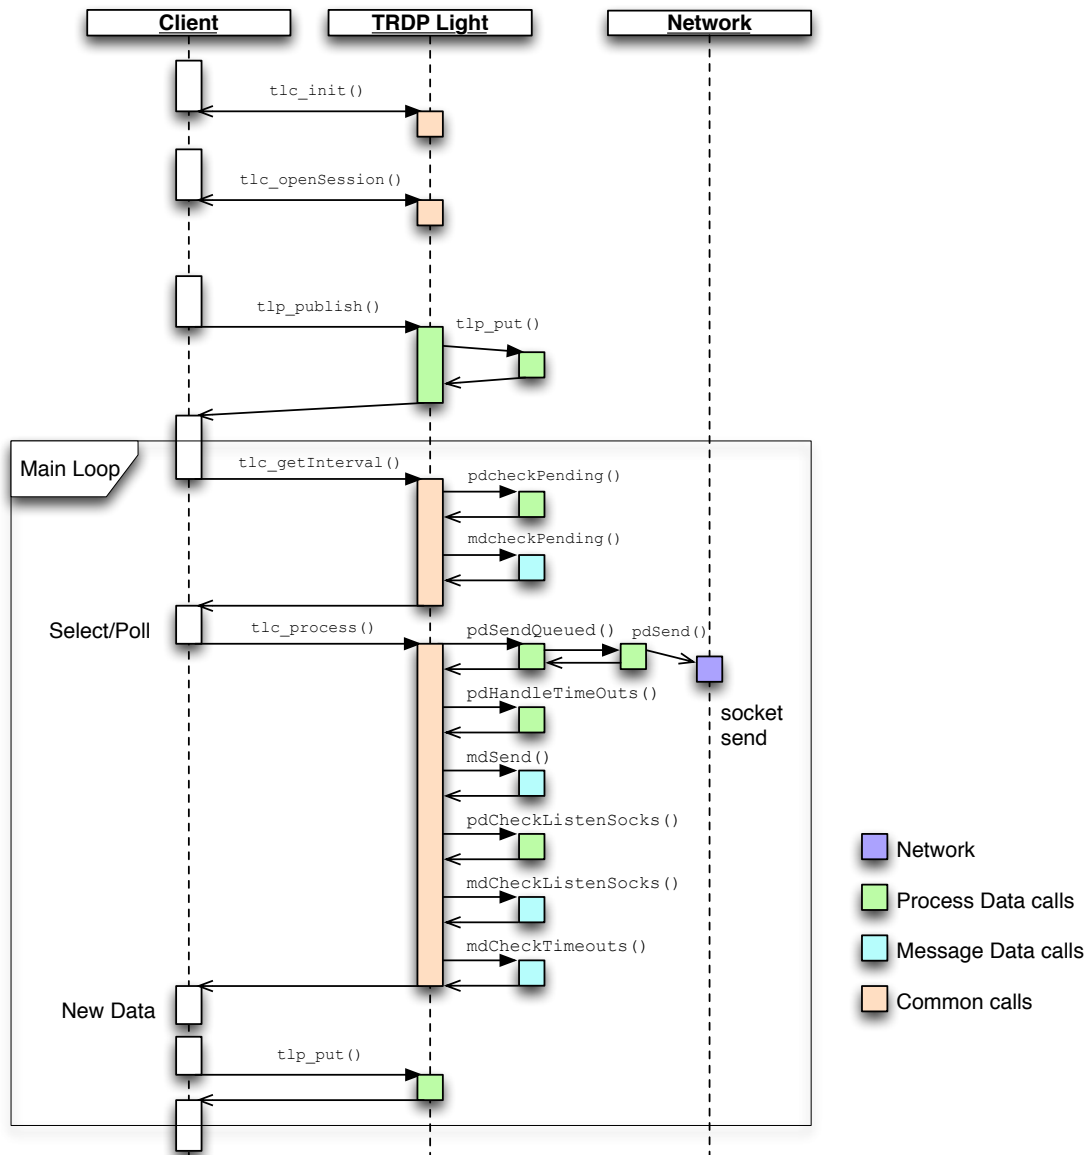 Client
TRDP Light
Network
tlc_init()
tlc_openSession()
tlp_publish()
tlp_put()
Main Loop
tlc_getInterval()
pdcheckPending()
mdcheckPending()
Select/Poll
tlc_process()
pdSendQueued()
pdSend()
pdHandleTimeOuts()
socket
send
mdSend()
pdCheckListenSocks()
mdCheckListenSocks()
mdCheckTimeouts()
New Data
tlp_put()
Network
Process Data calls
Message Data calls
Common calls